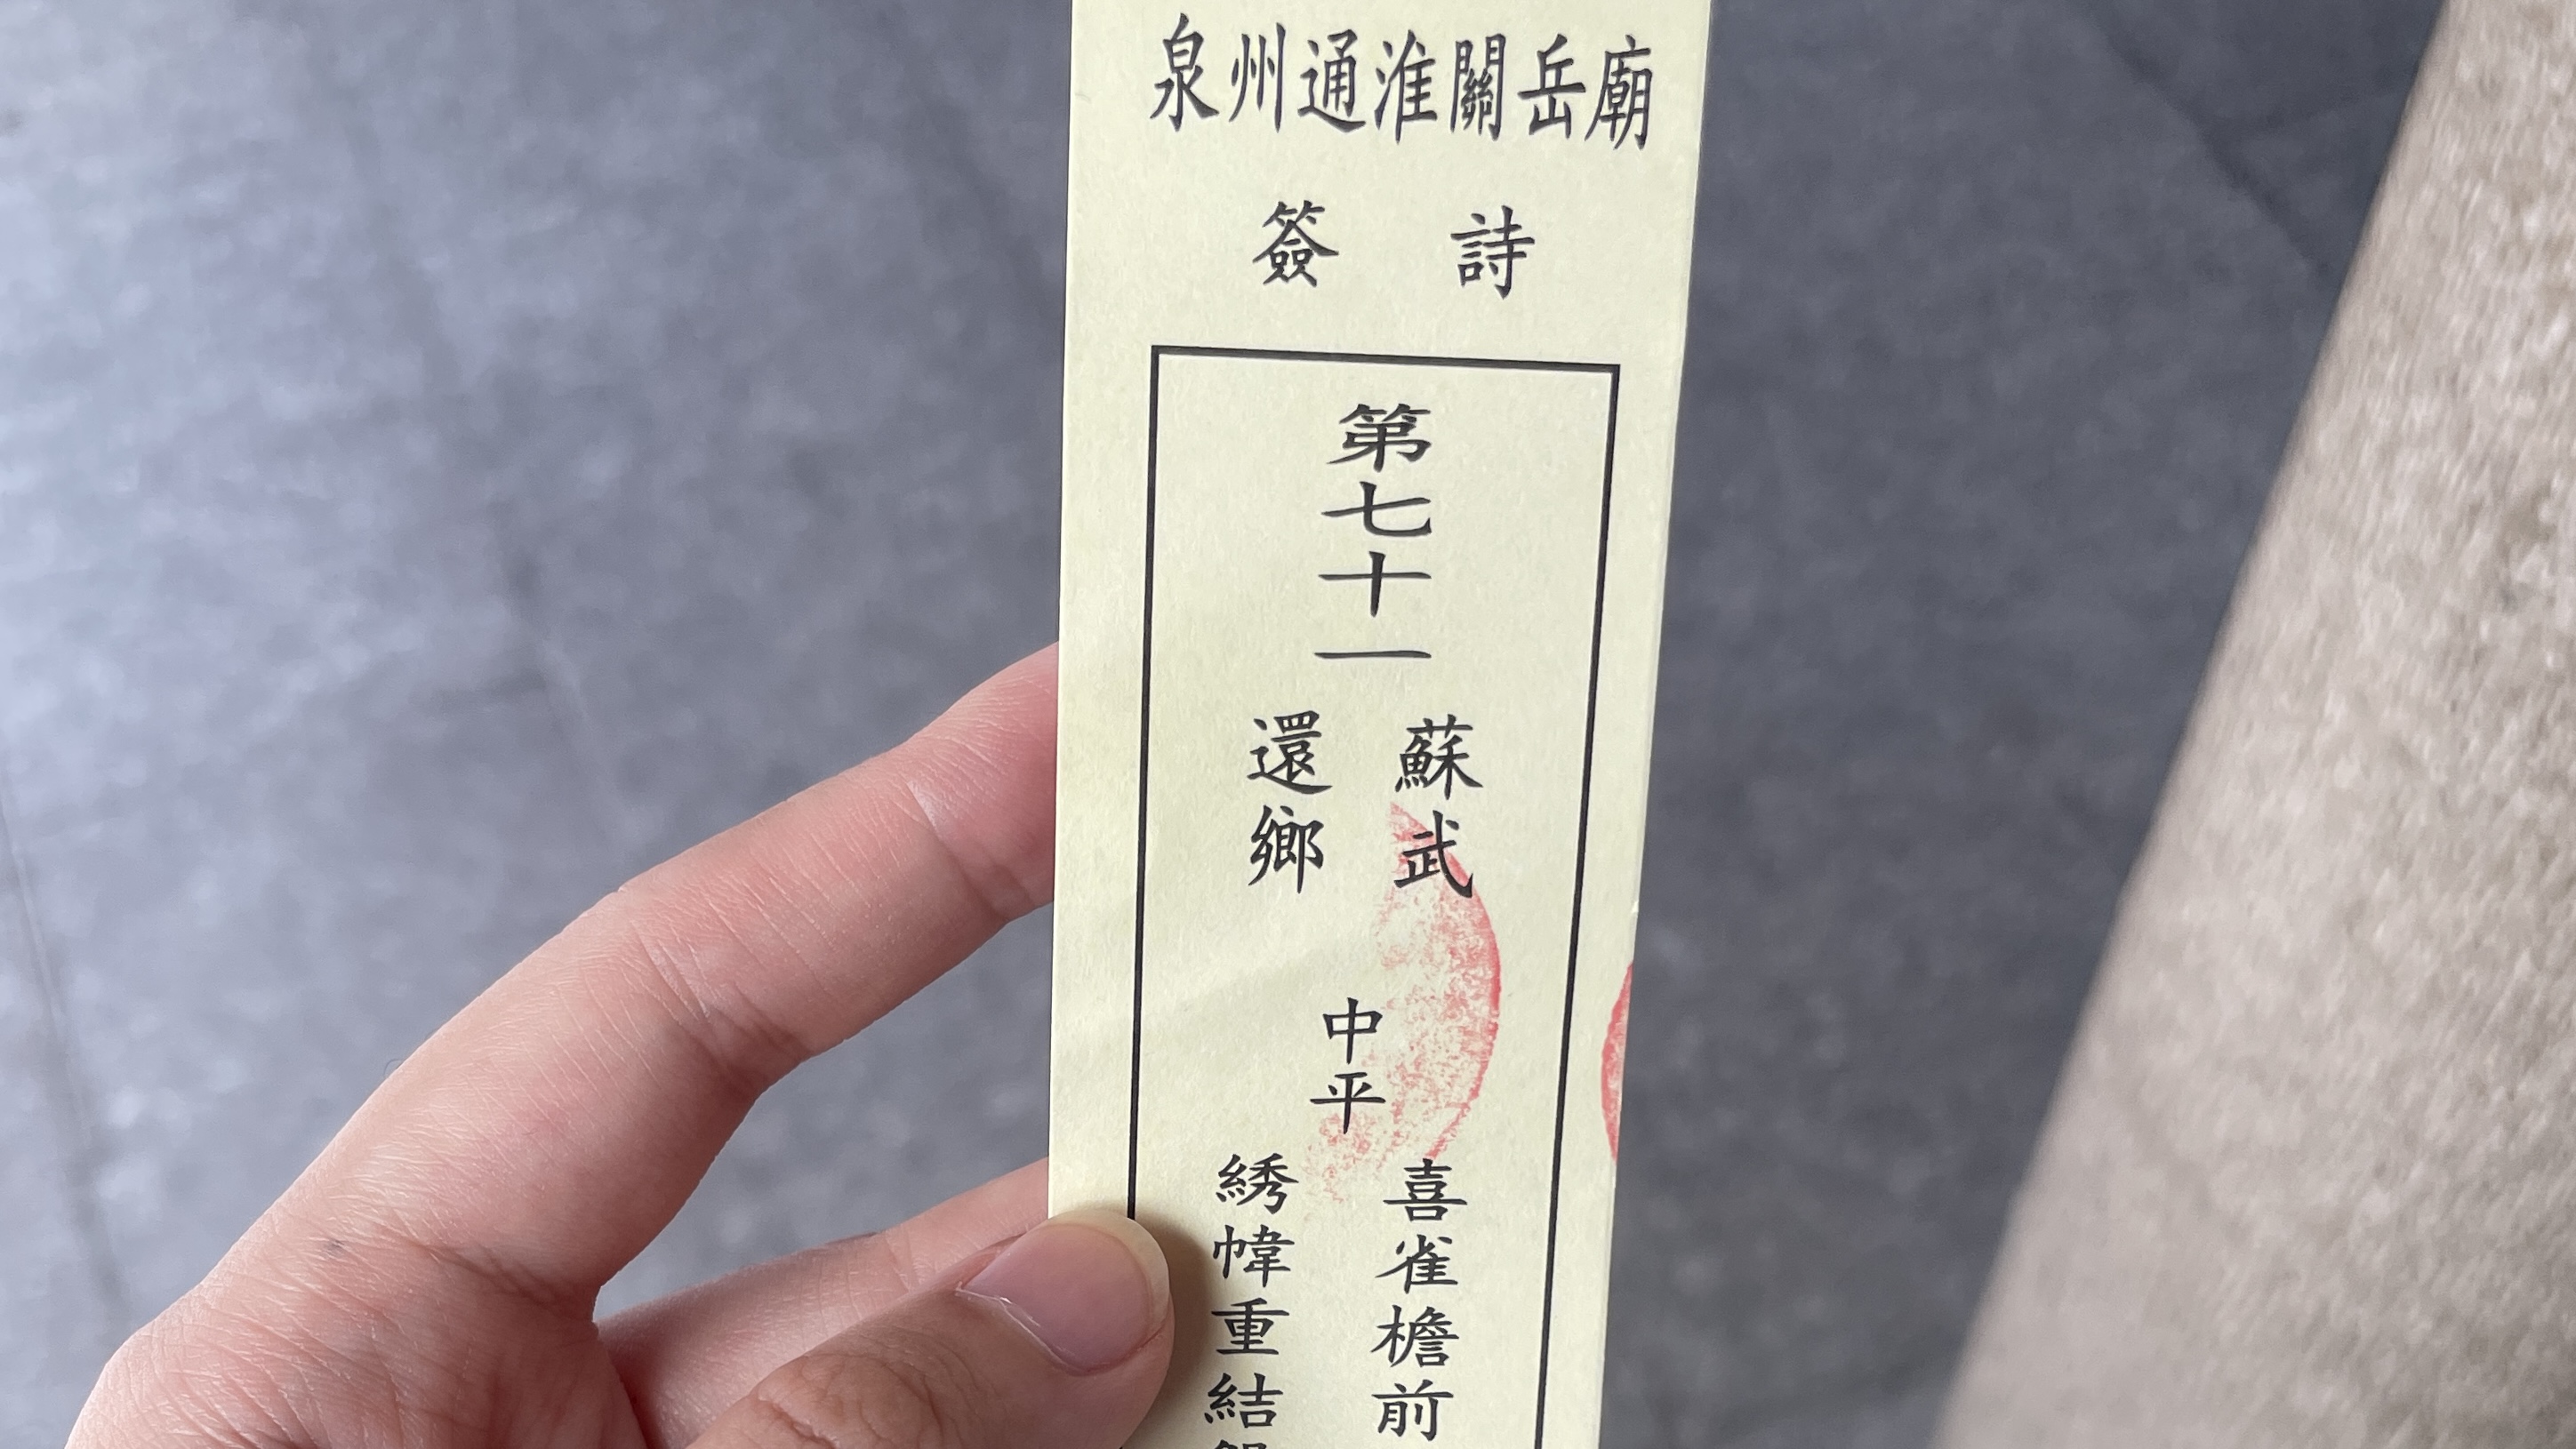 泉州通淮關岳廟
簽 詩
第七十一
蘇武
還鄉
中平
喜雀檐前
綉幃重結